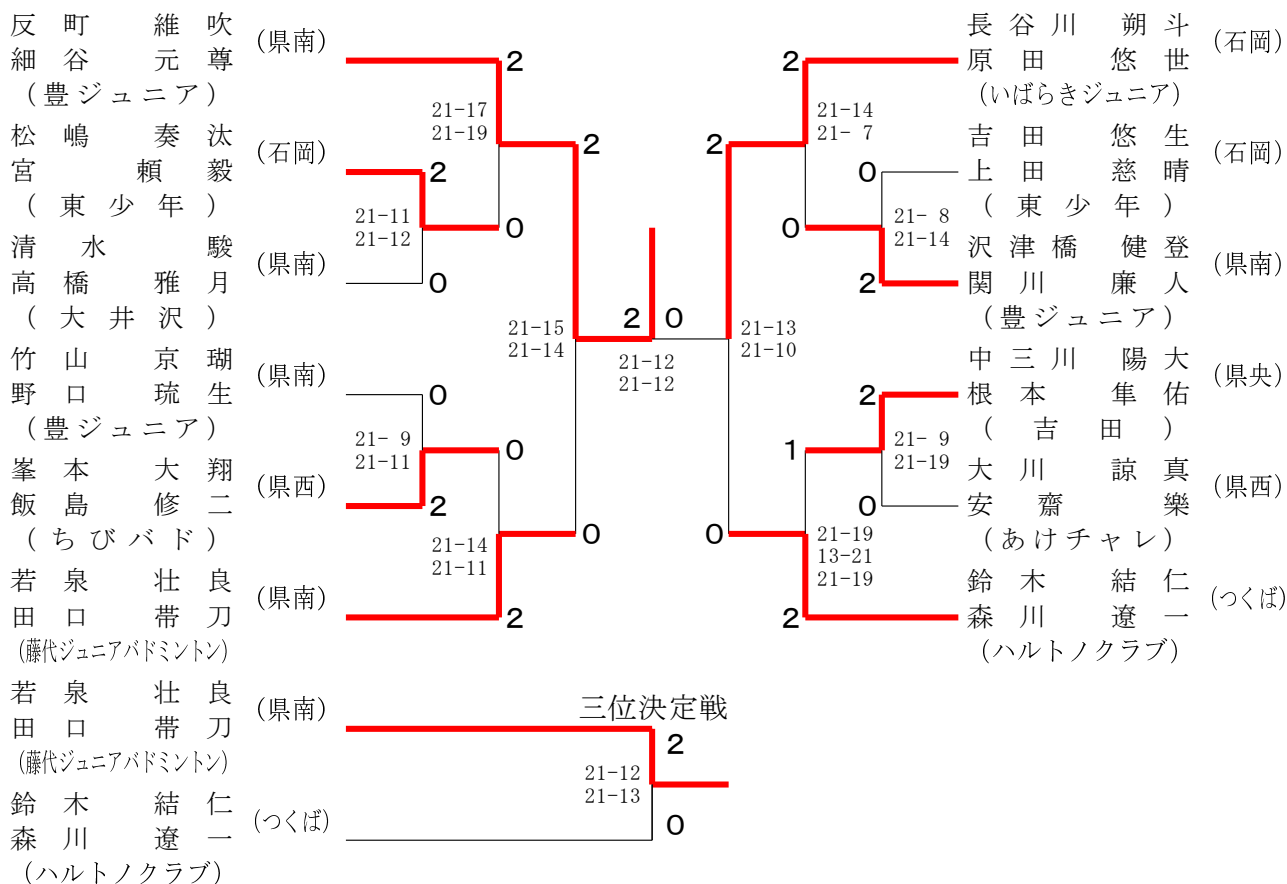 反町 維吹
細谷 元尊
(豊ジュニア)
(県南)
松嶋 奏汰
宮 頼毅
(東少年)
(石岡)
清水 駿
高橋 雅月
(大井沢)
(県南)
竹山 京瑚
野口 琉生
(豊ジュニア)
(県南)
峯本 大翔
飯島 修二
(ちびバド)
(県西)
若泉 壮良
田口 帯刀
(藤代ジュニアバドミントン)
(県南)
2
21-17
21-19
2
2
21-11
21-12
0
0
21-15
21-14
0
21- 9
21-11
0
2
21-14
21-11
0
2
2 0
21-12
21-12
長谷川 朔斗
原田 悠世
(いばらきジュニア)
(石岡)
吉田 悠生
上田 慈晴
(東少年)
(石岡)
沢津橋 健登
関川 廉人
(豊ジュニア)
(県南)
中三川 陽大
根本 隼佑
(吉田)
(県央)
大川 諒真
安齋 樂
(あけチャレ)
(県西)
鈴木 結仁
森川 遼一
(ハルトノクラブ)
(つくば)
2
21-14
21- 7
2
0
0
21- 8
21-14
2
21-13
21-10
2
1
21- 9
21-19
0
0
21-19
13-21
21-19
2
若泉 壮良
田口 帯刀
(藤代ジュニアバドミントン)
(県南)
鈴木 結仁
森川 遼一
(ハルトノクラブ)
(つくば)
三位決定戦
2
21-12
21-13
0